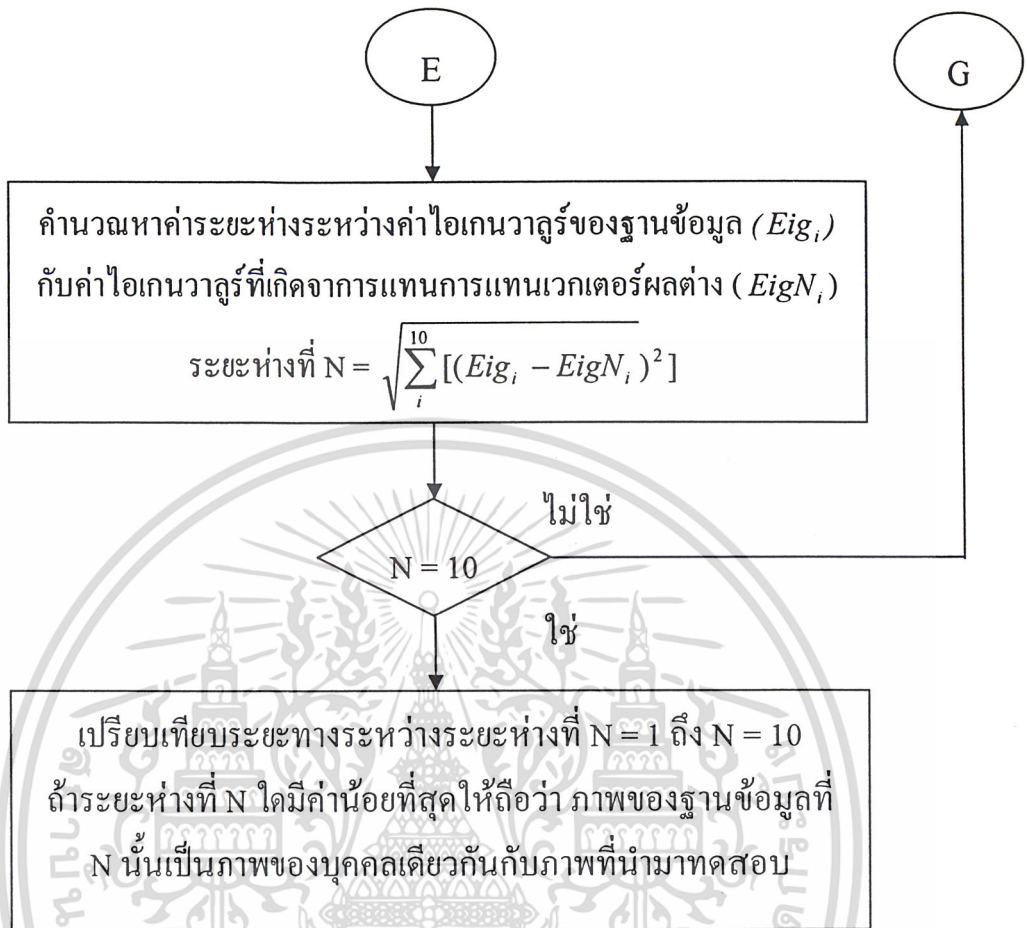 E
G
คำนวณหาค่าระยะห่างระหว่างค่าไอเกนวาลูร์ของฐานข้อมูล (Eig_i)
กับค่าไอเกนวาลูร์ที่เกิดจาการแทนการแทนเวกเตอร์ผลต่าง (EigN_i)
ระยะห่างที่ N = \sqrt{\sum_{i}^{10} [(Eig_i - EigN_i)^2]}
ไม่ใช่
N = 10
ใช่
เปรียบเทียบระยะทางระหว่างระยะห่างที่ N = 1 ถึง N = 10
ถ้าระยะห่างที่ N ใดมีค่าน้อยที่สุดให้ถือว่า ภาพของฐานข้อมูลที่
N นั้นเป็นภาพของบุคคลเดียวกันกับภาพที่นำมาทดสอบ